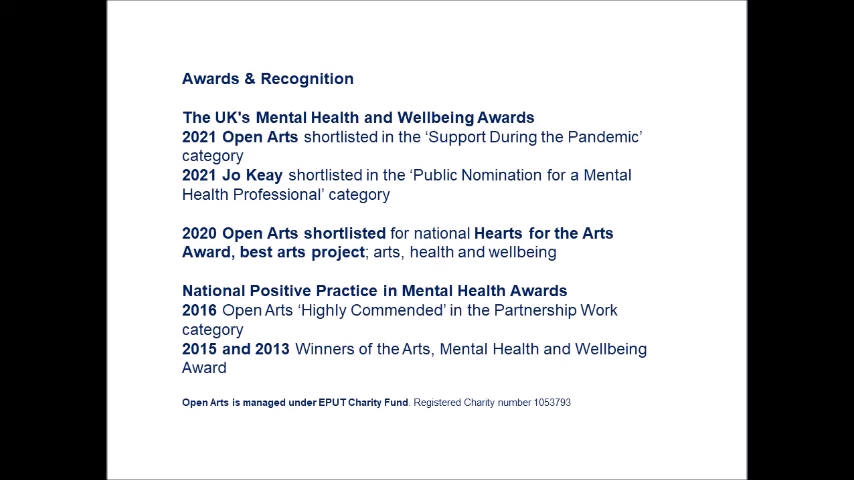 Awards & Recognition
The UK's Mental Health and Wellbeing Awards
2021 Open Arts shortlisted in the ‘Support During the Pandemic’
category
2021 Jo Keay shortlisted in the ‘Public Nomination for a Mental
Health Professional’ category
2020 Open Arts shortlisted for national Hearts for the Arts
Award, best arts project; arts, health and wellbeing
National Positive Practice in Mental Health Awards
2016 Open Arts ‘Highly Commended’ in the Partnership Work
category
2015 and 2013 Winners of the Arts, Mental Health and Wellbeing
Award
Open Arts is managed under EPUT Charity Fund. Registered Charity number 1053793